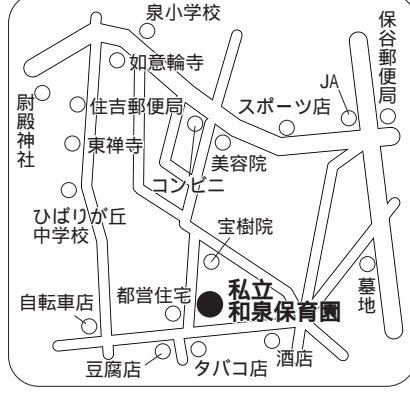 泉小学校
保谷郵便局
如意輪寺
JA
尉殿神社
住吉郵便局
スポーツ店
東禅寺
美容院
コンビニ
ひばりが丘
中学校
宝樹院
墓地
自転車店
都営住宅
私立
和泉保育園
豆腐店
タバコ店
酒店